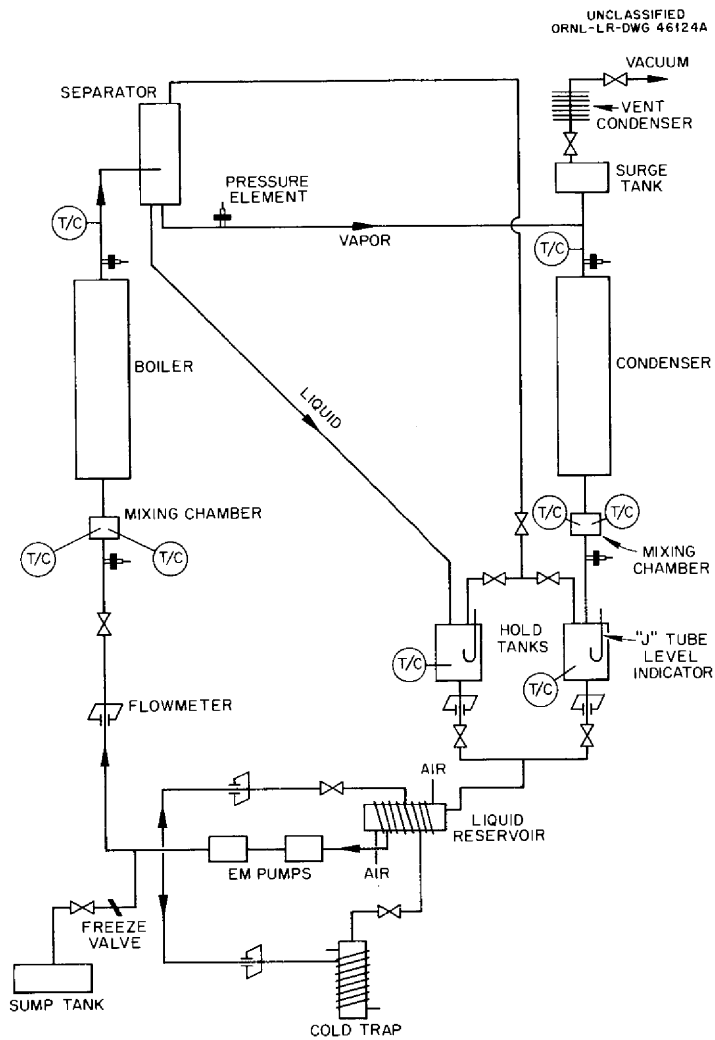 UNCLASSIFIED
ORNL-LR-DWG 46124A
VACUUM
SEPARATOR
VENT
CONDENSER
SURGE
TANK
PRESSURE
ELEMENT
T/C
VAPOR
T/C
BOILER
CONDENSER
LIQUID
MIXING CHAMBER
T/C
T/C
T/C
T/C
MIXING
CHAMBER
HOLD
TANKS
"J" TUBE
LEVEL
INDICATOR
T/C
T/C
FLOWMETER
AIR
LIQUID
RESERVOIR
EM PUMPS
AIR
FREEZE
VALVE
SUMP TANK
COLD TRAP